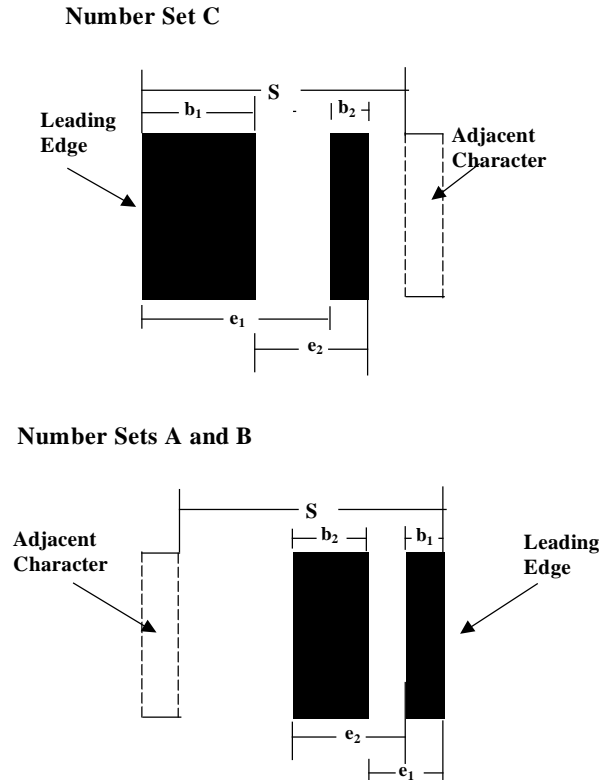 Number Set C
S
b1 b2
Leading
Edge
Adjacent
Character
e1
e2
Number Sets A and B
S
b2 b1
Adjacent
Character
Leading
Edge
e2
e1